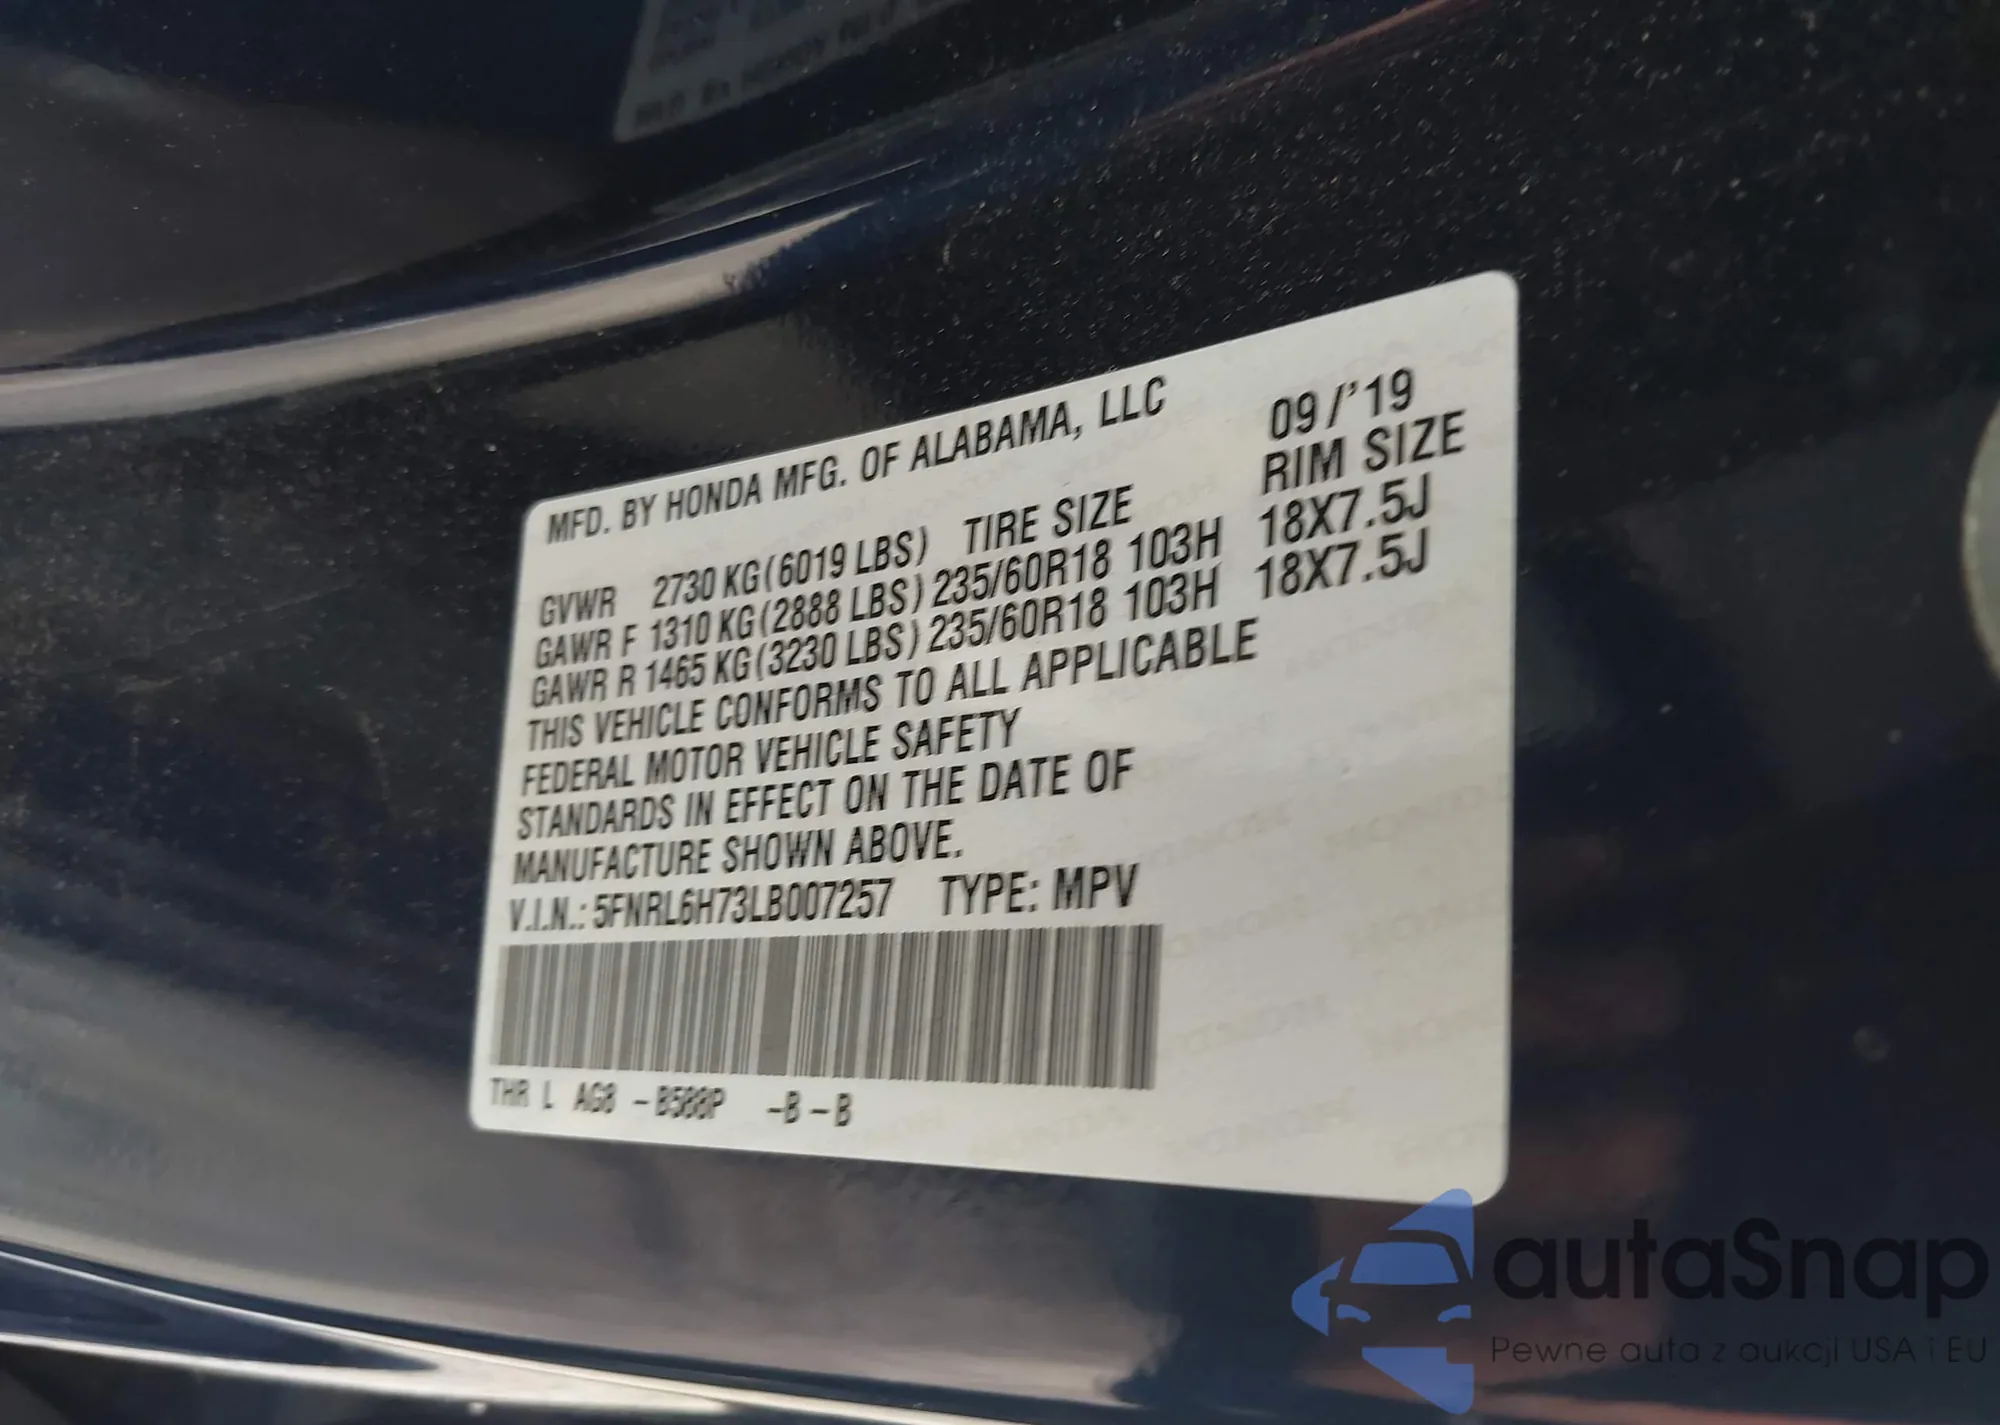 MFD. BY HONDA MFG. OF ALABAMA, LLC 09/'19
GVWR 2730 KG(6019 LBS) TIRE SIZE RIM SIZE
GAWR F 1310 KG(2888 LBS) 235/60R18 103H 18X7.5J
GAWR R 1465 KG(3230 LBS) 235/60R18 103H 18X7.5J
THIS VEHICLE CONFORMS TO ALL APPLICABLE
FEDERAL MOTOR VEHICLE SAFETY
STANDARDS IN EFFECT ON THE DATE OF
MANUFACTURE SHOWN ABOVE.
V.I.N.: 5FNRL6H73LB007257 TYPE: MPV
THR L AG8 -B588P -B-B
autaSnap
Pewne auta z aukcji USA i EU